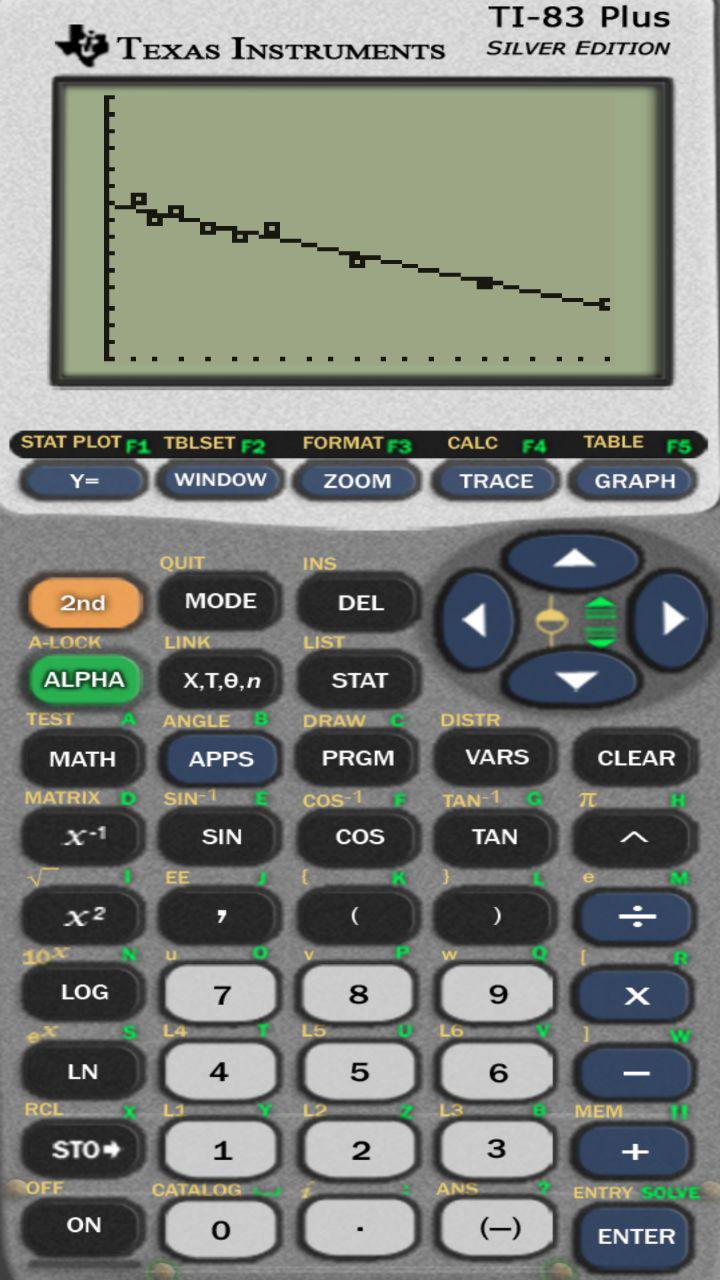 TI-83 Plus
TEXAS INSTRUMENTS SILVER EDITION
STAT PLOT F1 TBLSET F2 FORMAT F3 CALC F4 TABLE F5
Y= WINDOW ZOOM TRACE GRAPH
QUIT INS
2nd MODE DEL
A-LOCK LINK LIST
ALPHA X,T,θ,n STAT
TEST A ANGLE B DRAW C DISTR
MATH APPS PRGM VARS CLEAR
MATRIX D SIN⁻¹ E COS⁻¹ F TAN⁻¹ G π H
x⁻¹ SIN COS TAN ^
√ I EE J { K } L e M
x² , ( ) ÷
10ˣ N u O v P w Q [ R
LOG 7 8 9 X
eˣ S L4 T L5 U L6 V ] W
LN 4 5 6 −
RCL X L1 Y L2 Z L3 θ MEM "
STO➔ 1 2 3 +
OFF CATALOG i : ANS ? ENTRY SOLVE
ON 0 . (—) ENTER